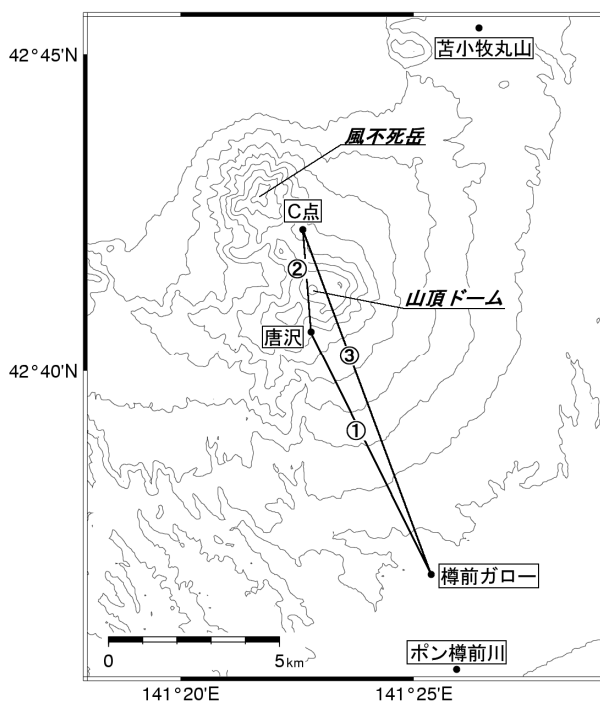 42°45'N
苫小牧丸山
風不死岳
C点
②
山頂ドーム
唐沢
42°40'N
③
①
樽前ガロー
0
5km
ポン樽前川
141°20'E
141°25'E